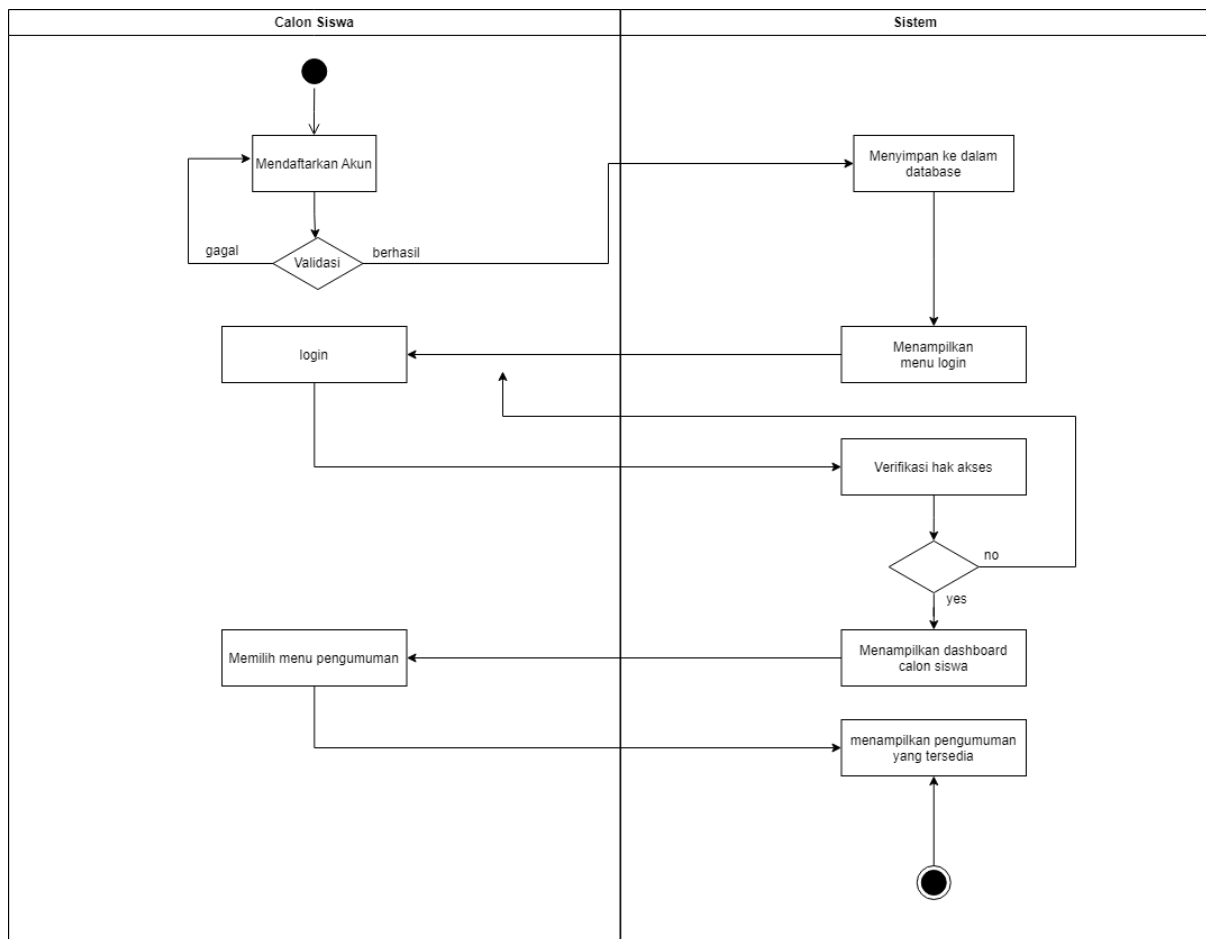 Calon Siswa
Sistem
Mendaftarkan Akun
Menyimpan ke dalam
database
gagal
Validasi
berhasil
login
Menampilkan
menu login
Verifikasi hak akses
no
yes
Memilih menu pengumuman
Menampilkan dashboard
calon siswa
menampilkan pengumuman
yang tersedia